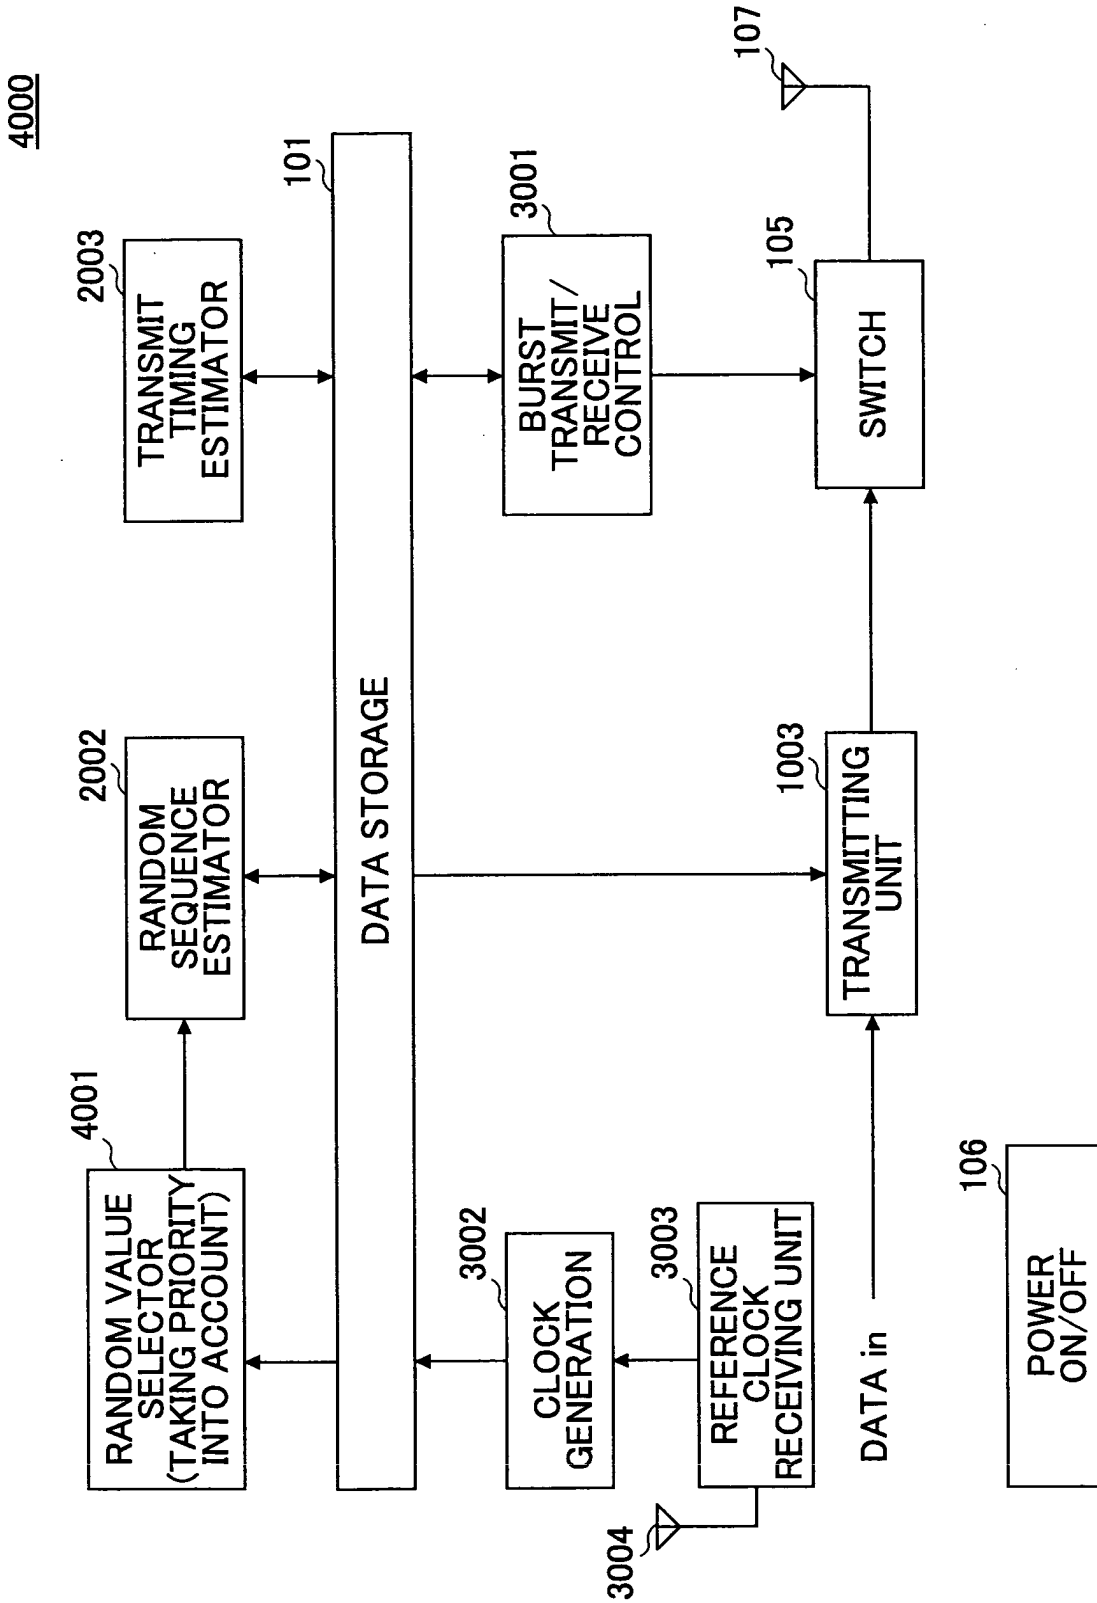 4000
4001
RANDOM VALUE
SELECTOR
(TAKING PRIORITY
INTO ACCOUNT)
2002
RANDOM
SEQUENCE
ESTIMATOR
2003
TRANSMIT
TIMING
ESTIMATOR
101
DATA STORAGE
3002
CLOCK
GENERATION
3001
BURST
TRANSMIT/
RECEIVE
CONTROL
3004
3003
REFERENCE
CLOCK
RECEIVING UNIT
107
DATA in
1003
TRANSMITTING
UNIT
105
SWITCH
106
POWER
ON/OFF